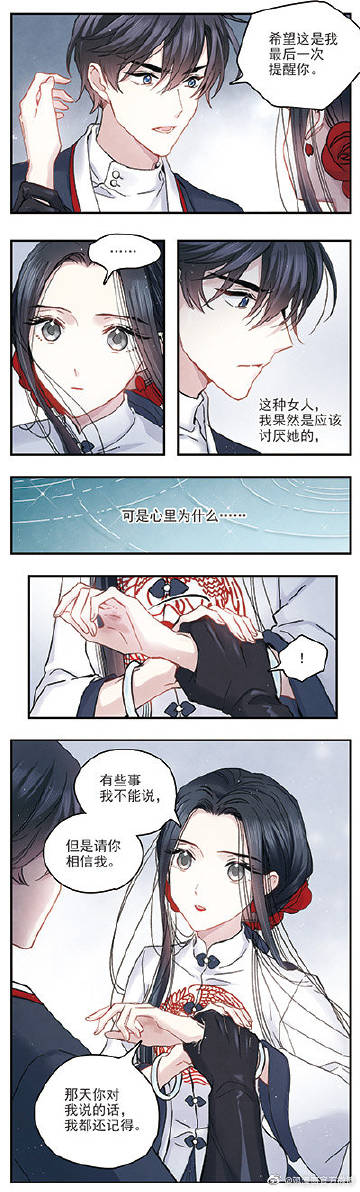 希望这是我
最后一次
提醒你。
······
这种女人，
我果然是应该
讨厌她的，
可是心里为什么……
！
有些事
我不能说，
但是请你
相信我。
那天你对
我说的话，
我都还记得。